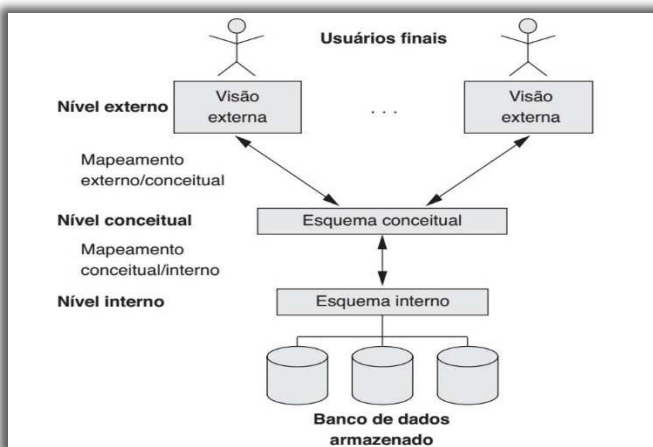 Usuários finais
Nível externo
Visão
externa
. . .
Visão
externa
Mapeamento
externo/conceitual
Nível conceitual
Esquema conceitual
Mapeamento
conceitual/interno
Nível interno
Esquema interno
Banco de dados
armazenado